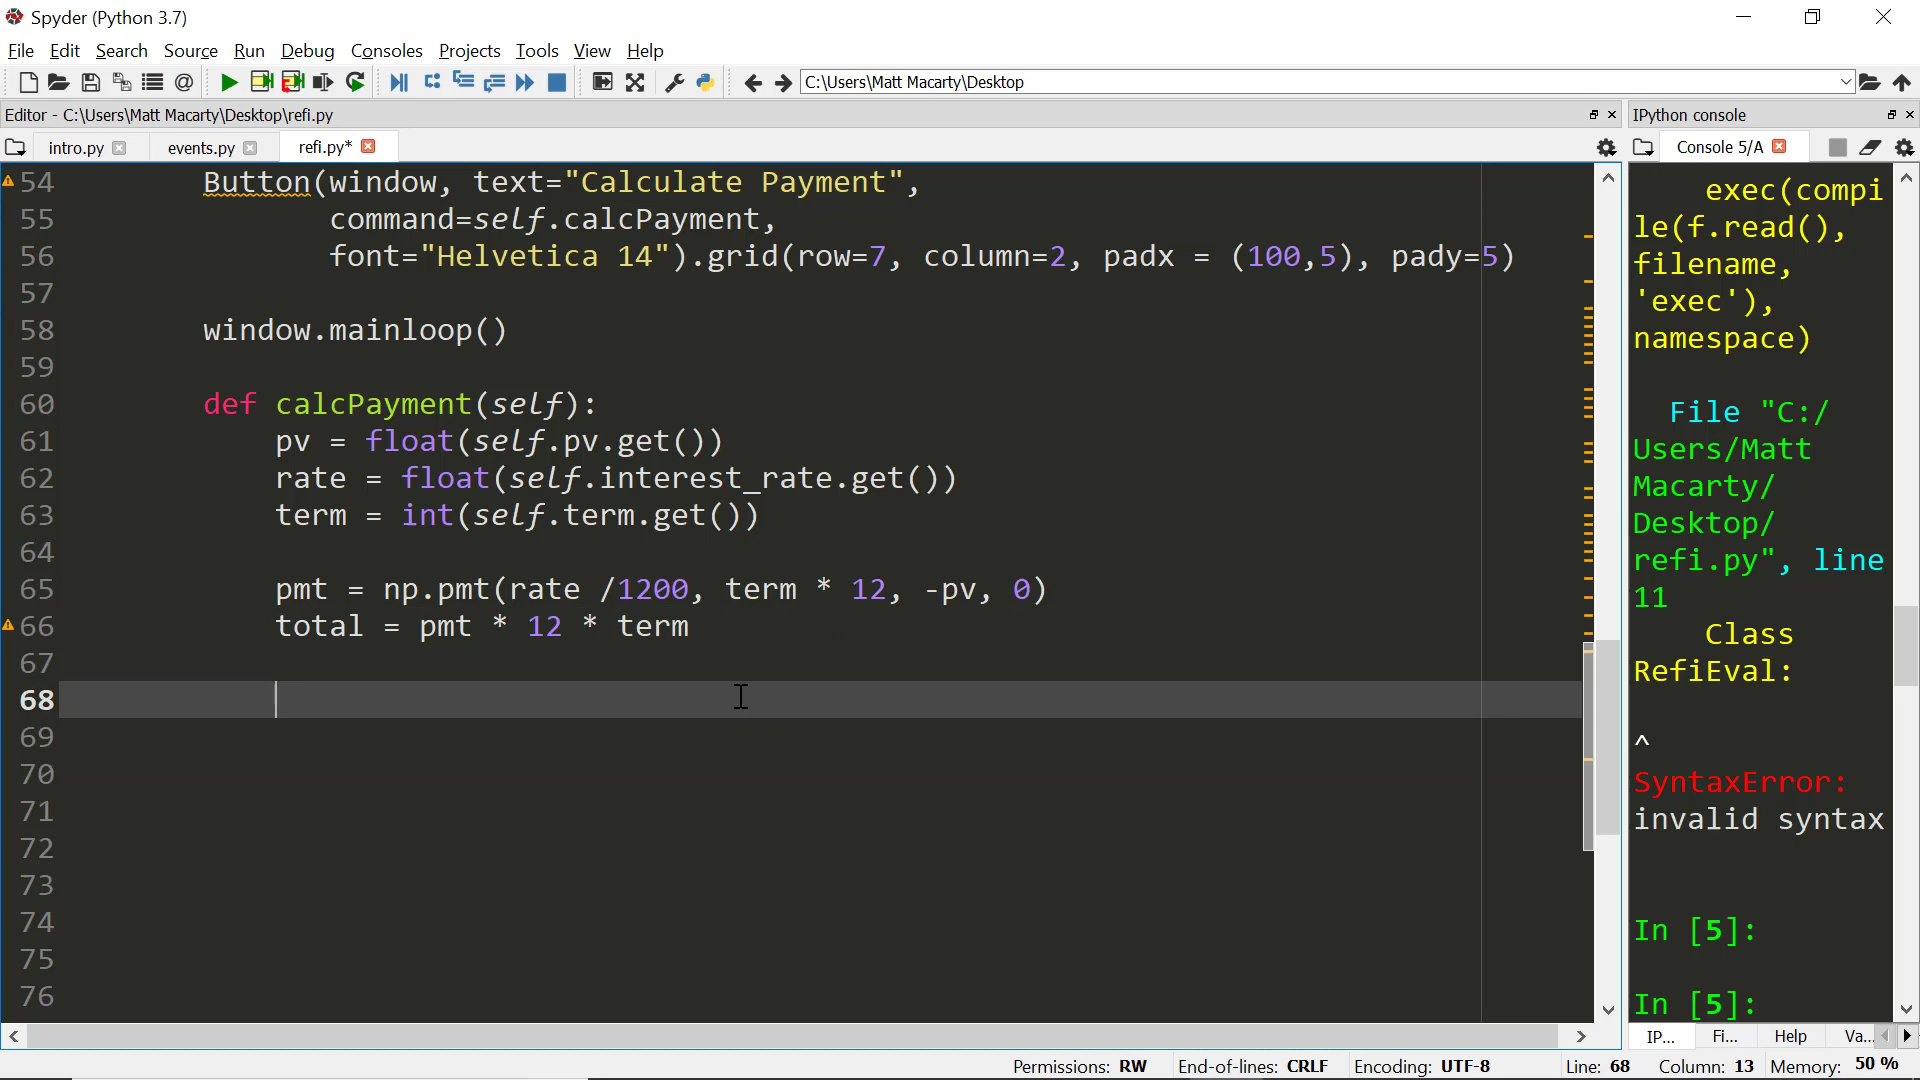 Spyder (Python 3.7)
File Edit Search Source Run Debug Consoles Projects Tools View Help
C:\Users\Matt Macarty\Desktop
Editor - C:\Users\Matt Macarty\Desktop\refi.py
IPython console
intro.py events.py refi.py*
Console 5/A
54 Button(window, text="Calculate Payment",
55 command=self.calcPayment,
56 font="Helvetica 14").grid(row=7, column=2, padx = (100,5), pady=5)
57
58 window.mainloop()
59
60 def calcPayment(self):
61 pv = float(self.pv.get())
62 rate = float(self.interest_rate.get())
63 term = int(self.term.get())
64
65 pmt = np.pmt(rate /1200, term * 12, -pv, 0)
66 total = pmt * 12 * term
67
68
69
70
71
72
73
74
75
76
exec(compi
le(f.read(),
filename,
'exec'),
namespace)
File "C:/
Users/Matt
Macarty/
Desktop/
refi.py", line
11
Class
RefiEval:
^
SyntaxError:
invalid syntax
In [5]:
In [5]:
IP... Fi... Help Va...
Permissions: RW End-of-lines: CRLF Encoding: UTF-8 Line: 68 Column: 13 Memory: 50 %